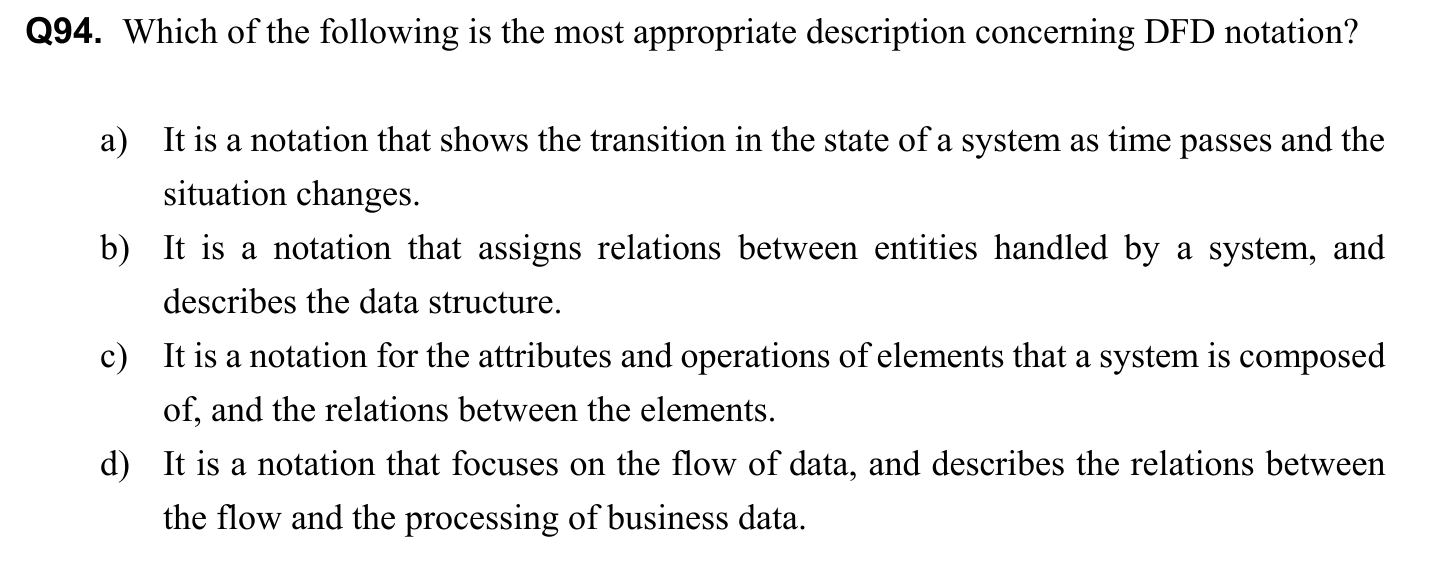 Q94. Which of the following is the most appropriate description concerning DFD notation?
a) It is a notation that shows the transition in the state of a system as time passes and the
situation changes.
b) It is a notation that assigns relations between entities handled by a system, and
describes the data structure.
c) It is a notation for the attributes and operations of elements that a system is composed
of, and the relations between the elements.
d) It is a notation that focuses on the flow of data, and describes the relations between
the flow and the processing of business data.